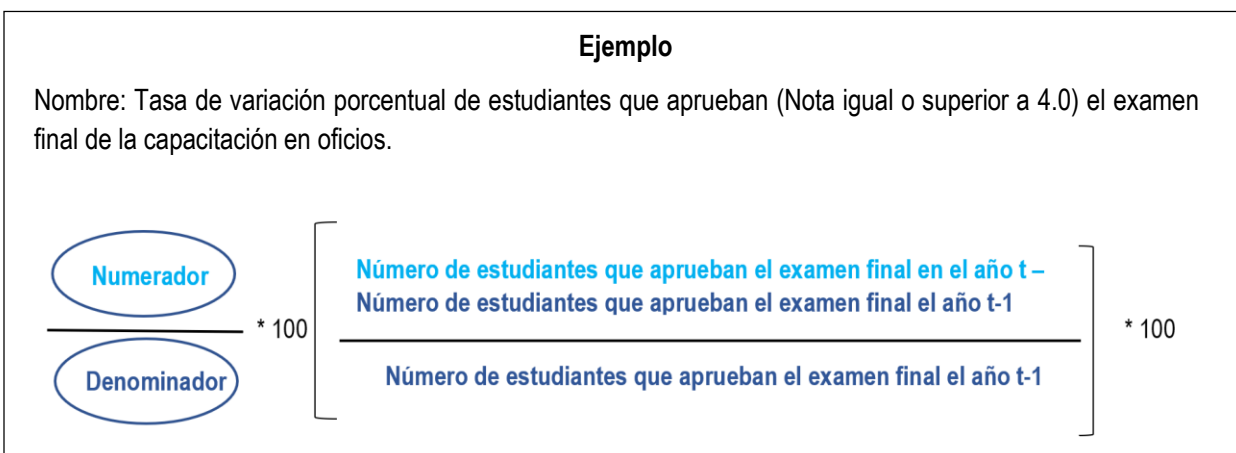 Ejemplo
Nombre: Tasa de variación porcentual de estudiantes que aprueban (Nota igual o superior a 4.0) el examen
final de la capacitación en oficios.
Numerador
Denominador
* 100
Número de estudiantes que aprueban el examen final en el año t –
Número de estudiantes que aprueban el examen final el año t-1
Número de estudiantes que aprueban el examen final el año t-1
* 100